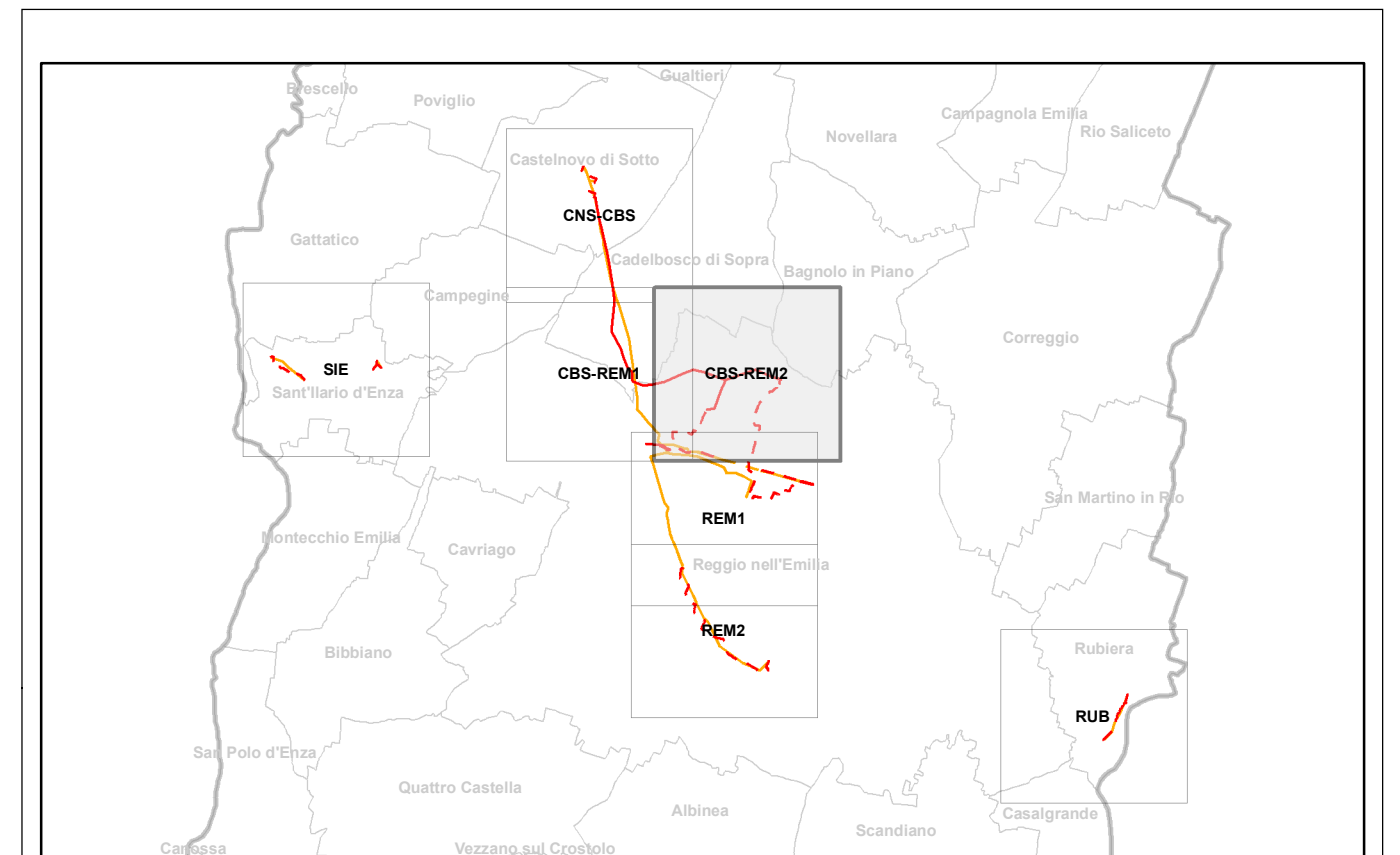 Gualtieri
Brescello
Poviglio
Campagnola Emilia
Rio Saliceto
Novellara
Castelnovo di Sotto
CNS-CBS
Gattatico
Cadelbosco di Sopra
Bagnolo in Piano
Campegine
Correggio
SIE
CBS-REM1
CBS-REM2
Sant'Ilario d'Enza
San Martino in Rio
REM1
Montecchio Emilia
Cavriago
Reggio nell'Emilia
REM2
Bibbiano
Rubiera
RUB
San Polo d'Enza
Quattro Castella
Albinea
Casalgrande
Scandiano
Canossa
Vezzano sul Crostolo